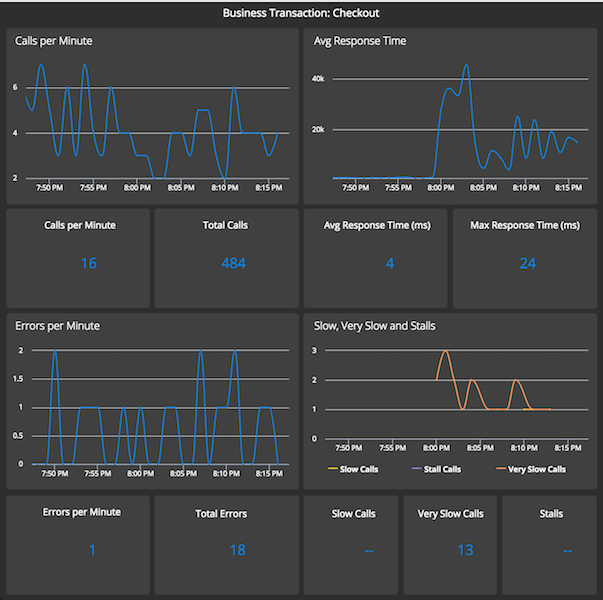 Business Transaction: Checkout
Calls per Minute
6
4
2
7:50 PM 7:55 PM 8:00 PM 8:05 PM 8:10 PM 8:15 PM
Avg Response Time
40k
20k
7:50 PM 7:55 PM 8:00 PM 8:05 PM 8:10 PM 8:15 PM
Calls per Minute
16
Total Calls
484
Avg Response Time (ms)
4
Max Response Time (ms)
24
Errors per Minute
2
1.5
1
0.5
0
7:50 PM 7:55 PM 8:00 PM 8:05 PM 8:10 PM 8:15 PM
Slow, Very Slow and Stalls
3
2
1
0
7:50 PM 7:55 PM 8:00 PM 8:05 PM 8:10 PM 8:15 PM
Slow Calls Stall Calls Very Slow Calls
Errors per Minute
1
Total Errors
18
Slow Calls
--
Very Slow Calls
13
Stalls
--